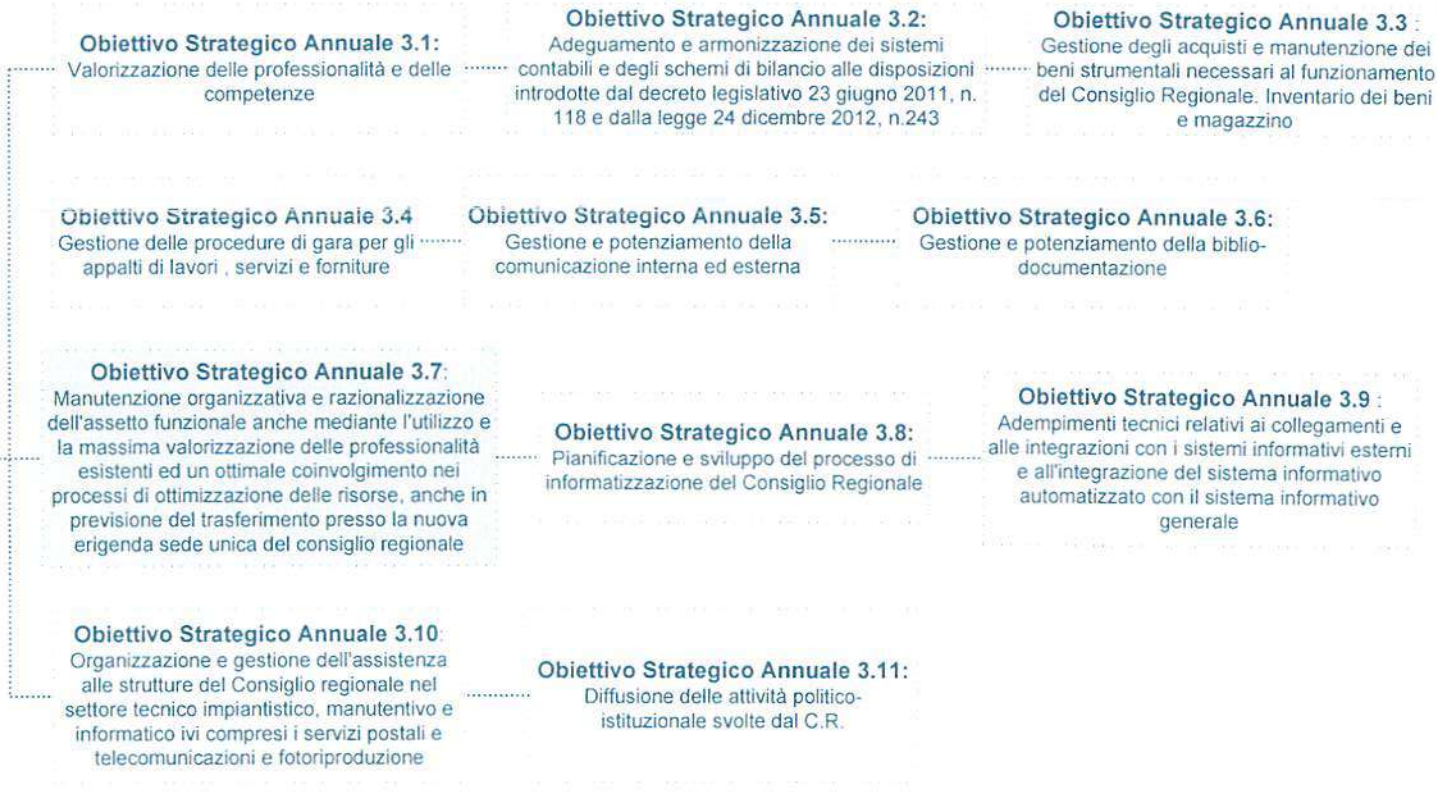 Obiettivo Strategico Annuale 3.1:
Valorizzazione delle professionalità e delle
competenze
Obiettivo Strategico Annuale 3.2:
Adeguamento e armonizzazione dei sistemi
contabili e degli schemi di bilancio alle disposizioni
introdotte dal decreto legislativo 23 giugno 2011, n.
118 e dalla legge 24 dicembre 2012, n.243
Obiettivo Strategico Annuale 3.3 :
Gestione degli acquisti e manutenzione dei
beni strumentali necessari al funzionamento
del Consiglio Regionale. Inventario dei beni
e magazzino
Obiettivo Strategico Annuale 3.4
Gestione delle procedure di gara per gli
appalti di lavori , servizi e forniture
Obiettivo Strategico Annuale 3.5:
Gestione e potenziamento della
comunicazione interna ed esterna
Obiettivo Strategico Annuale 3.6:
Gestione e potenziamento della biblio-
documentazione
Obiettivo Strategico Annuale 3.7:
Manutenzione organizzativa e razionalizzazione
dell'assetto funzionale anche mediante l'utilizzo e
la massima valorizzazione delle professionalità
esistenti ed un ottimale coinvolgimento nei
processi di ottimizzazione delle risorse, anche in
previsione del trasferimento presso la nuova
erigenda sede unica del consiglio regionale
Obiettivo Strategico Annuale 3.8:
Pianificazione e sviluppo del processo di
informatizzazione del Consiglio Regionale
Obiettivo Strategico Annuale 3.9 :
Adempimenti tecnici relativi ai collegamenti e
alle integrazioni con i sistemi informativi esterni
e all'integrazione del sistema informativo
automatizzato con il sistema informativo
generale
Obiettivo Strategico Annuale 3.10:
Organizzazione e gestione dell'assistenza
alle strutture del Consiglio regionale nel
settore tecnico impiantistico, manutentivo e
informatico ivi compresi i servizi postali e
telecomunicazioni e fotoriproduzione
Obiettivo Strategico Annuale 3.11:
Diffusione delle attività politico-
istituzionale svolte dal C.R.